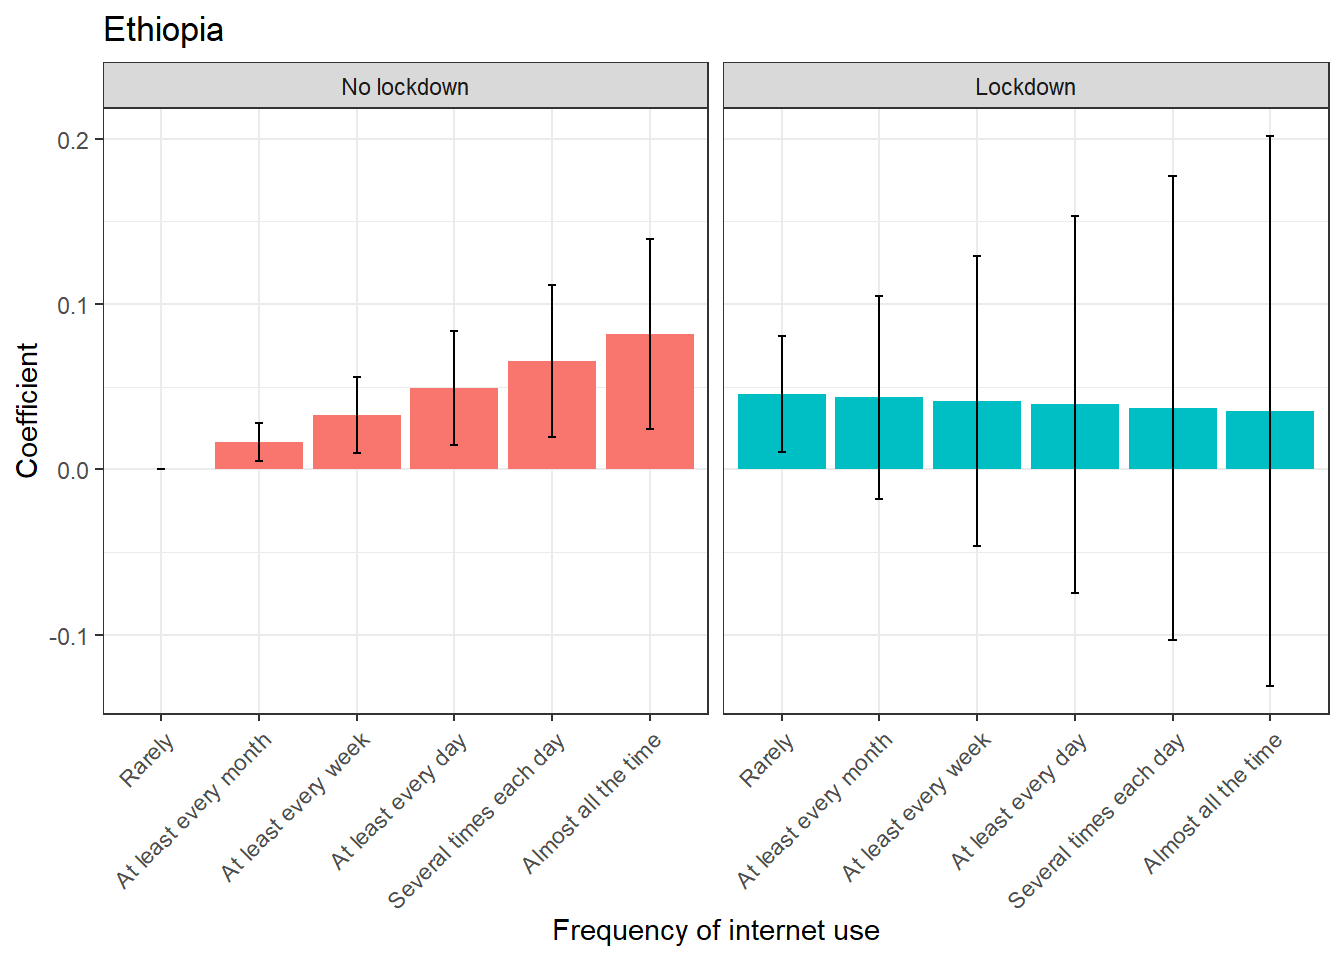 Ethiopia
No lockdown
Lockdown
Coefficient
0.2
0.1
0.0
-0.1
Rarely
At least every month
At least every week
At least every day
Several times each day
Almost all the time
Rarely
At least every month
At least every week
At least every day
Several times each day
Almost all the time
Frequency of internet use